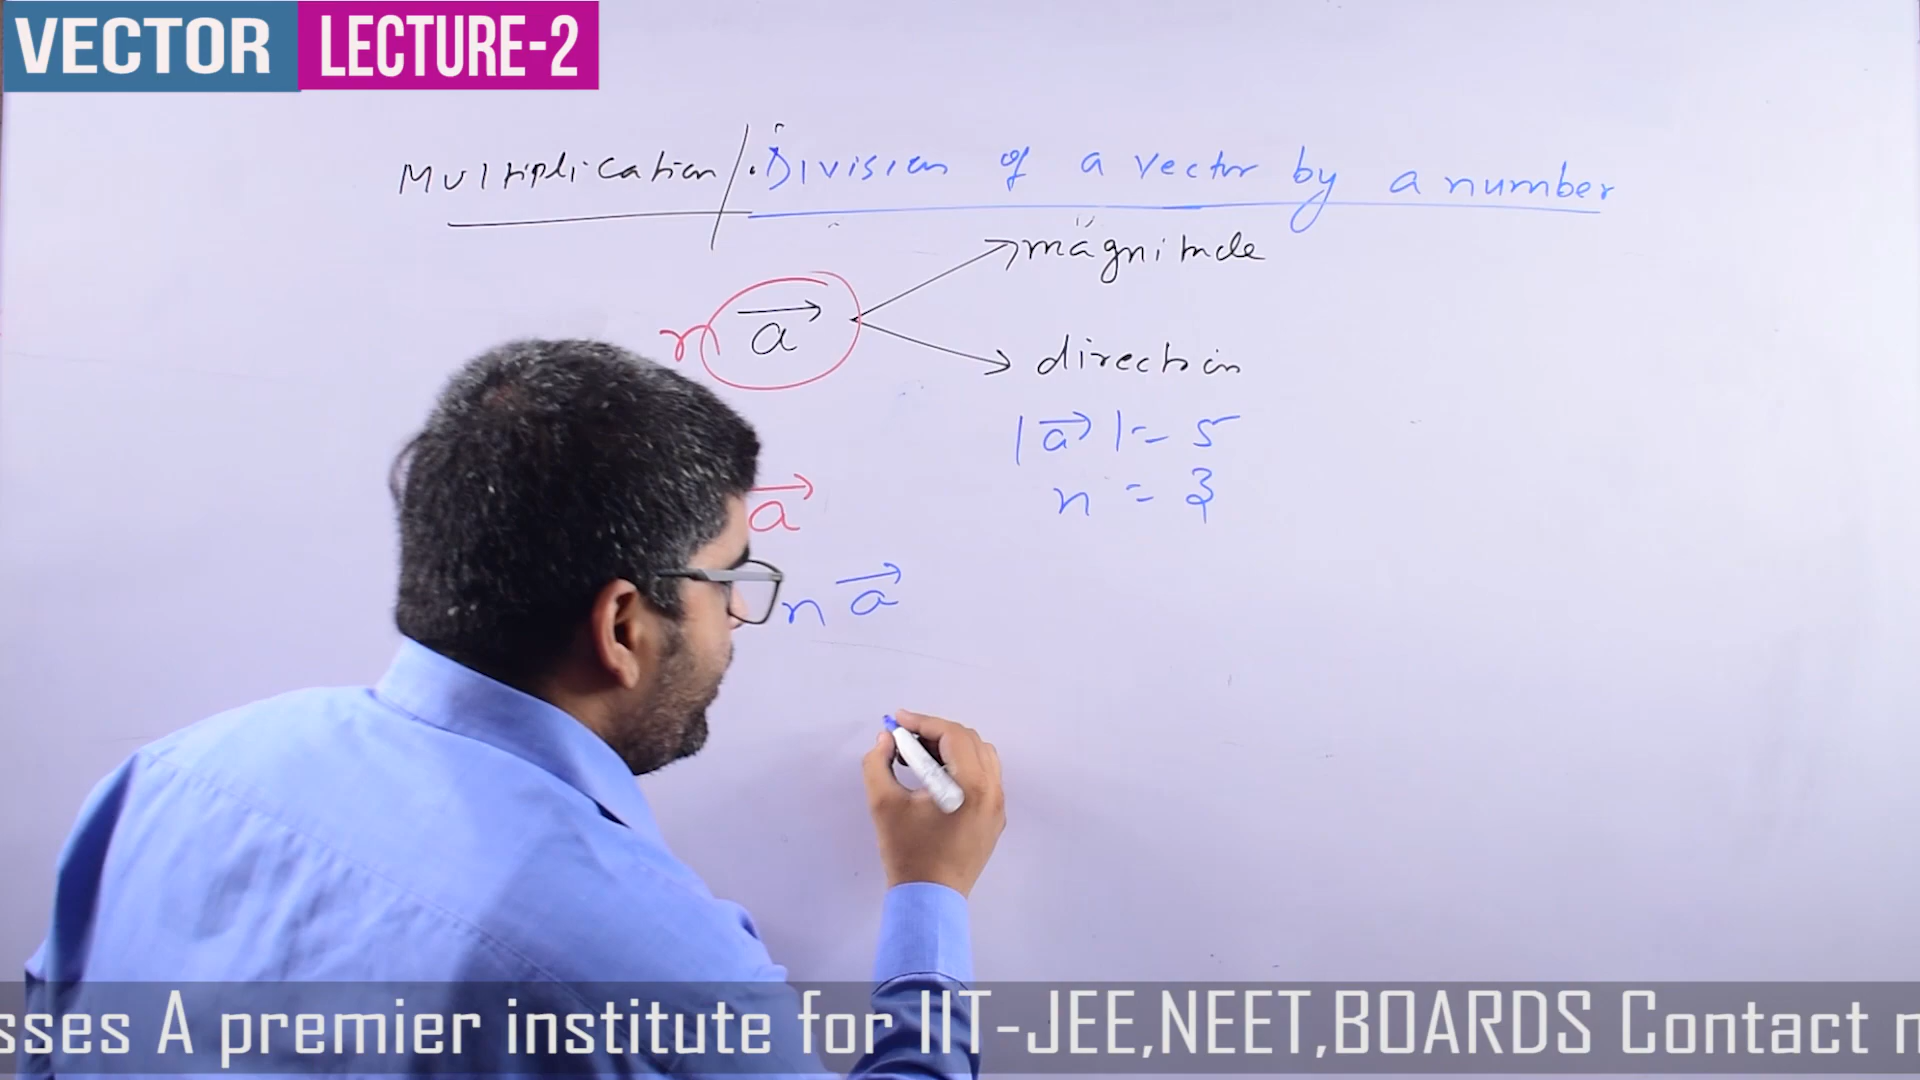 VECTOR LECTURE-2
Multiplication / Division of a vector by a number
magnitude
n a⃗
direction
|a⃗| = 5
n = 3
a⃗
n a⃗
sses A premier institute for IIT-JEE,NEET,BOARDS Contact n